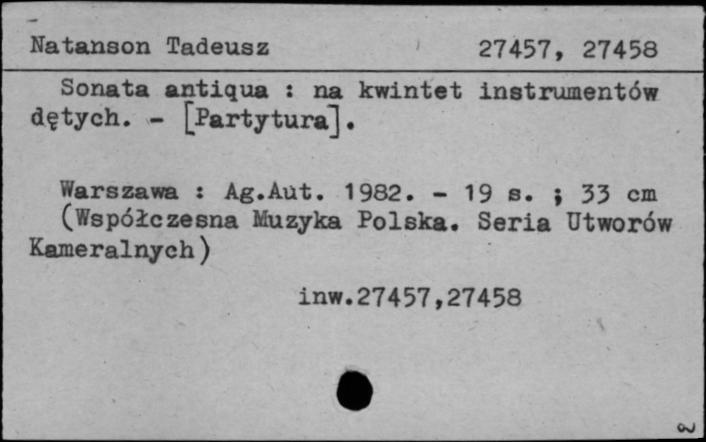 Natanson Tadeusz 27457, 27458
Sonata antiqua : na kwintet instrumentów
dętych. - [Partytura].
Warszawa : Ag.Aut. 1982. - 19 s. ; 33 cm
(Współczesna Muzyka Polska. Seria Utworów
Kameralnych)
inw.27457,27458